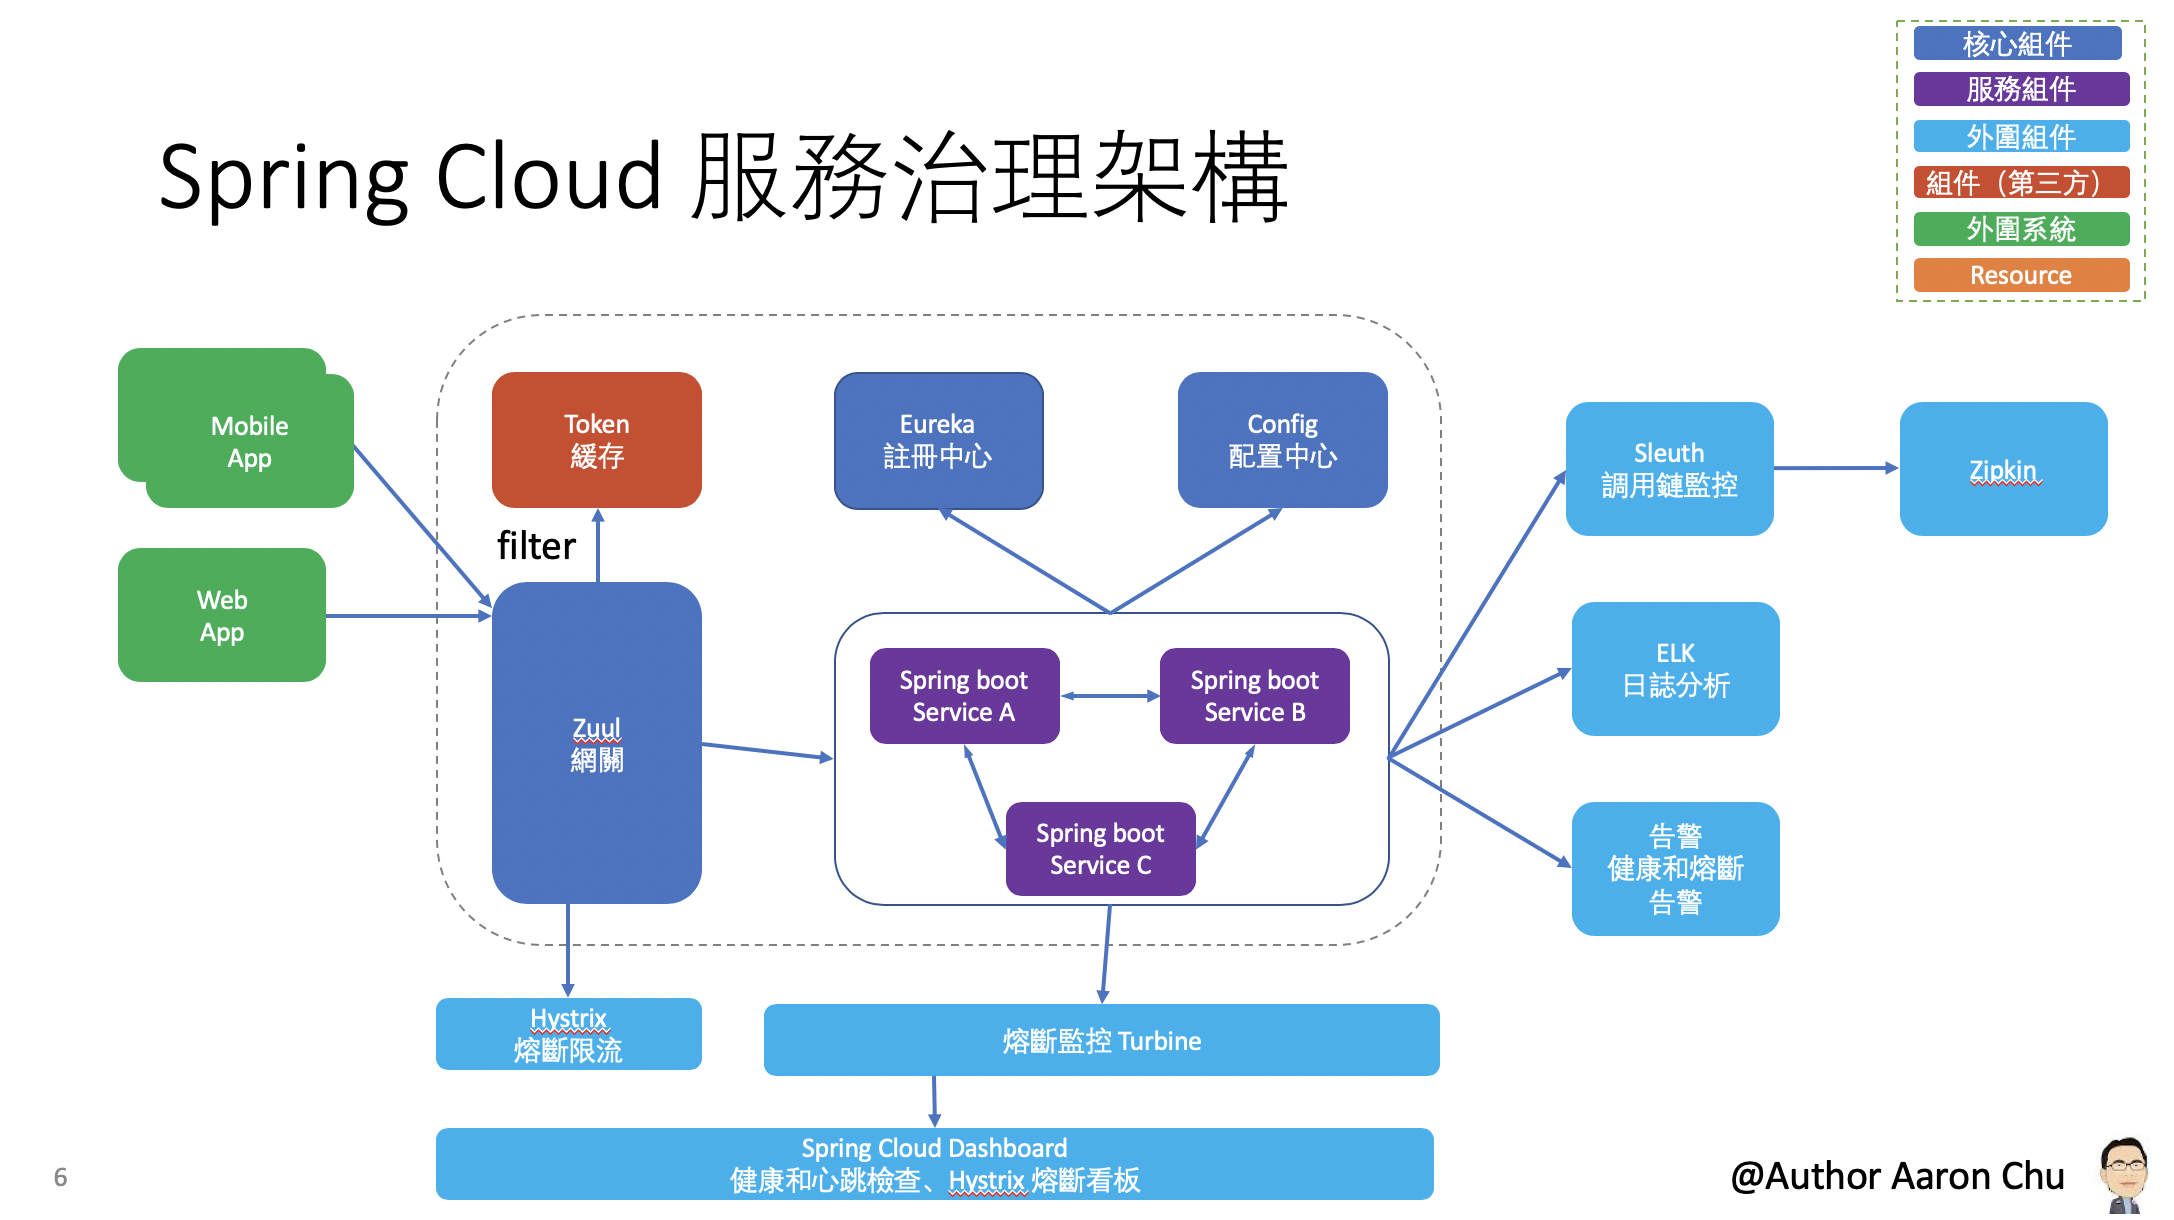 核心組件
服務組件
外圍組件
組件（第三方）
外圍系統
Resource
Spring Cloud 服務治理架構
Mobile
App
Web
App
Token
緩存
filter
Zuul
網關
Eureka
註冊中心
Config
配置中心
Spring boot
Service A
Spring boot
Service B
Spring boot
Service C
Sleuth
調用鏈監控
Zipkin
ELK
日誌分析
告警
健康和熔斷
告警
Hystrix
熔斷限流
熔斷監控 Turbine
Spring Cloud Dashboard
健康和心跳檢查、Hystrix 熔斷看板
6
@Author Aaron Chu